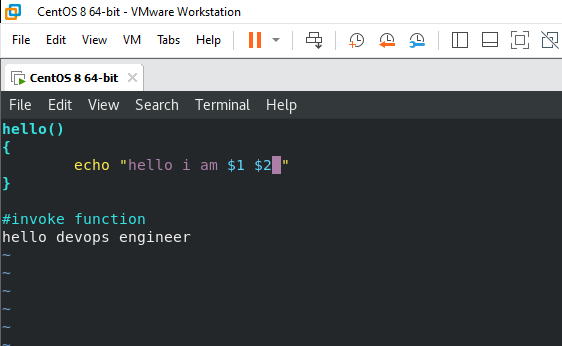 CentOS 8 64-bit - VMware Workstation
File Edit View VM Tabs Help
CentOS 8 64-bit
File Edit View Search Terminal Help
hello()
{
        echo "hello i am $1 $2 "
}
#invoke function
hello devops engineer
~
~
~
~
~
~